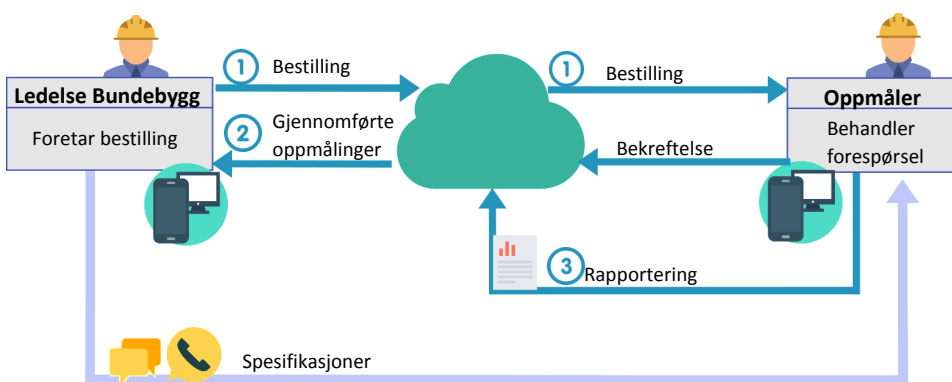 Ledelse Bundebygg
Foretar bestilling
1 Bestilling
2 Gjennomførte
oppmålinger
1 Bestilling
Bekreftelse
Oppmåler
Behandler
forespørsel
3 Rapportering
Spesifikasjoner